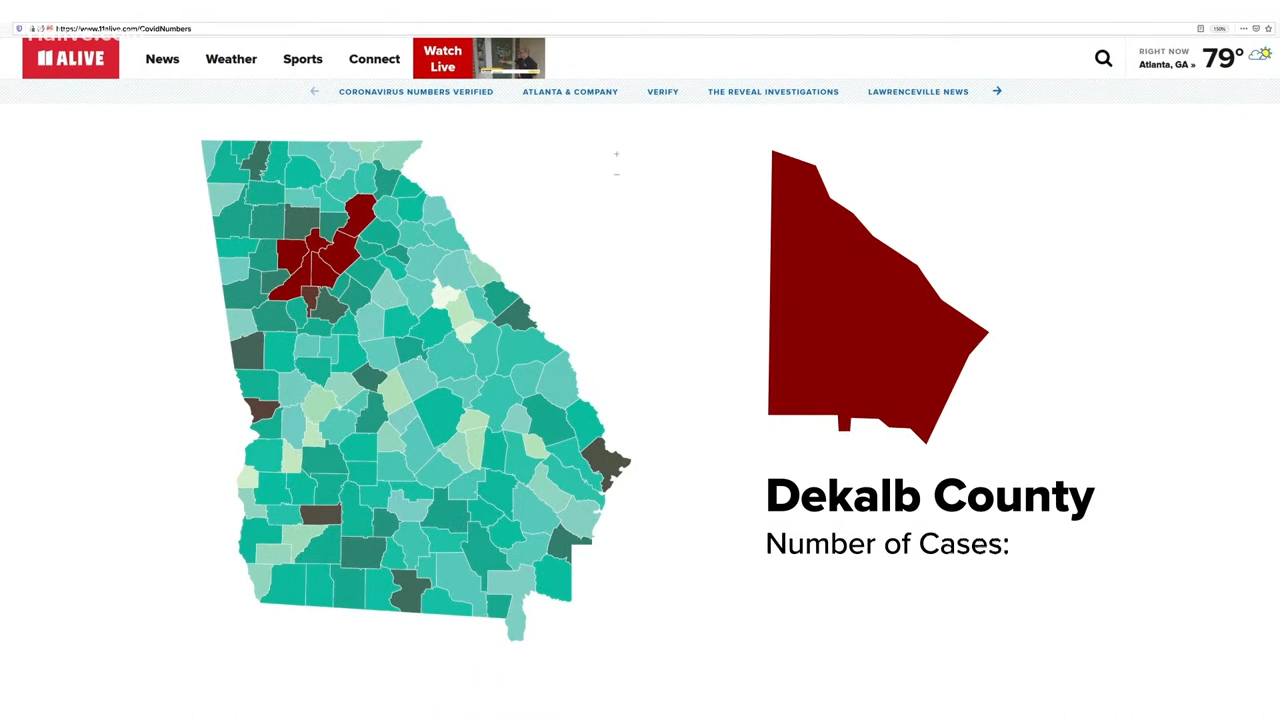 https://www.11alive.com/CovidNumbers
150%
11 ALIVE
News
Weather
Sports
Connect
Watch
Live
RIGHT NOW
Atlanta, GA »
79°
CORONAVIRUS NUMBERS VERIFIED
ATLANTA & COMPANY
VERIFY
THE REVEAL INVESTIGATIONS
LAWRENCEVILLE NEWS
+
−
Dekalb County
Number of Cases: